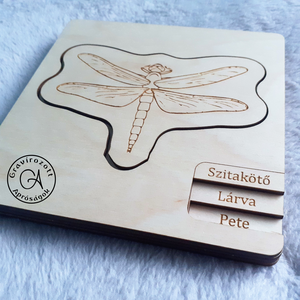 Szitakötő
Lárva
Pete
Gravírozott
GA
Apróságok